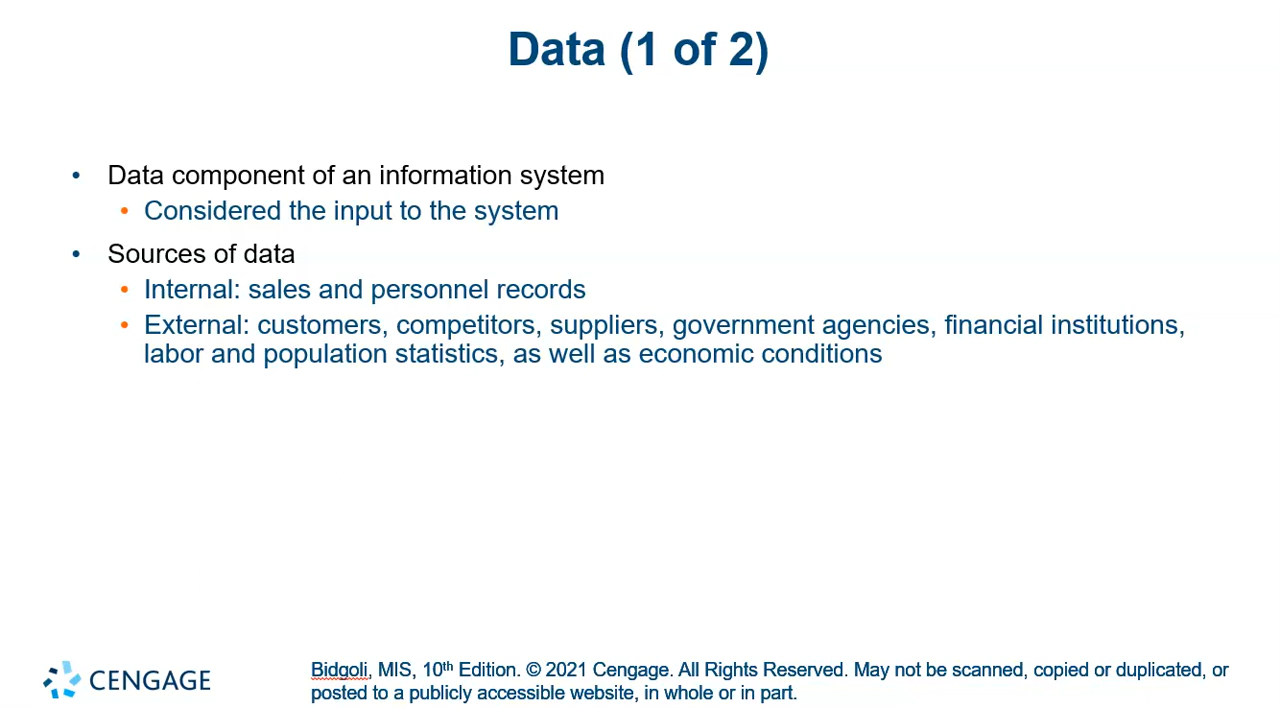 Data (1 of 2)
• Data component of an information system
• Considered the input to the system
• Sources of data
• Internal: sales and personnel records
• External: customers, competitors, suppliers, government agencies, financial institutions,
labor and population statistics, as well as economic conditions
CENGAGE
Bidgoli, MIS, 10th Edition. © 2021 Cengage. All Rights Reserved. May not be scanned, copied or duplicated, or
posted to a publicly accessible website, in whole or in part.